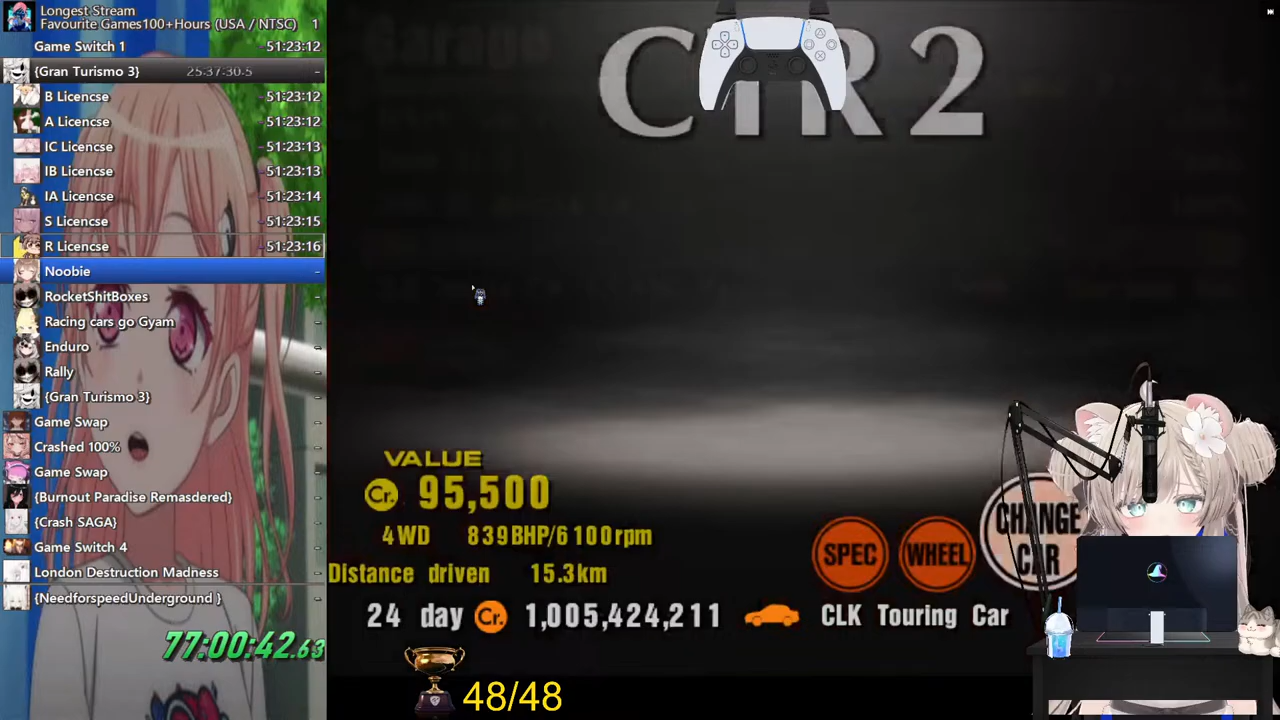 Longest Stream
Favourite Games100+Hours (USA / NTSC) 1
Game Switch 1 -51:23:12
{Gran Turismo 3} 25-37-30-5 -
B Licencse -51:23:12
A Licencse -51:23:12
IC Licencse -51:23:13
IB Licencse -51:23:13
IA Licencse -51:23:14
S Licencse -51:23:15
R Licencse -51:23:16
Noobie -
RocketShitBoxes -
Racing cars go Gyam -
Enduro -
Rally -
{Gran Turismo 3} -
Game Swap -
Crashed 100% -
Game Swap -
{Burnout Paradise Remasdered} -
{Crash SAGA} -
Game Switch 4 -
London Destruction Madness -
{NeedforspeedUnderground } -
77:00:42.63
Garage
VALUE
Cr. 95,500
4WD 839BHP/6100rpm
Distance driven 15.3km
SPEC
WHEEL
CHANGE
CAR
24 day Cr. 1,005,424,211 CLK Touring Car
48/48